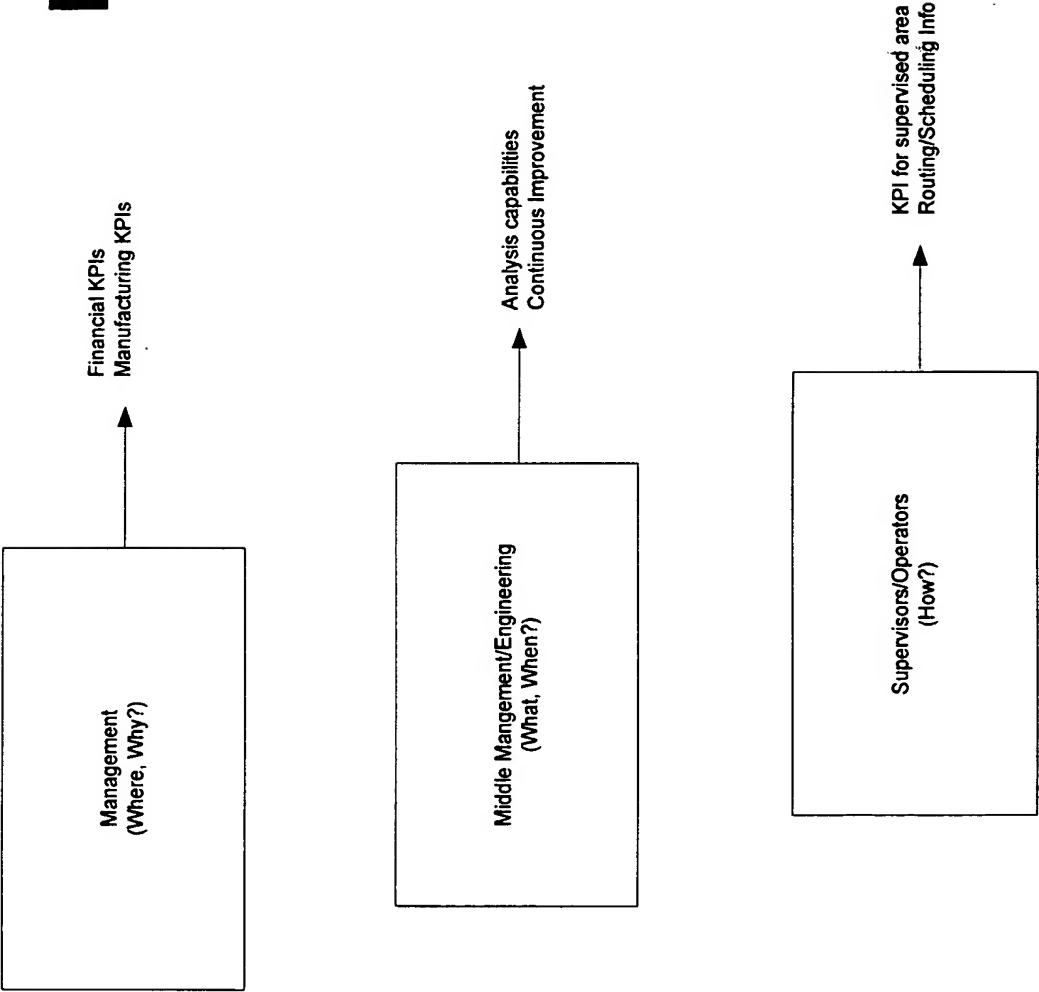 Management
(Where, Why?)
Financial KPIs
Manufacturing KPIs
Middle Mangement/Engineering
(What, When?)
Analysis capabilities
Continuous Improvement
Supervisors/Operators
(How?)
KPI for supervised area
Routing/Scheduling Info